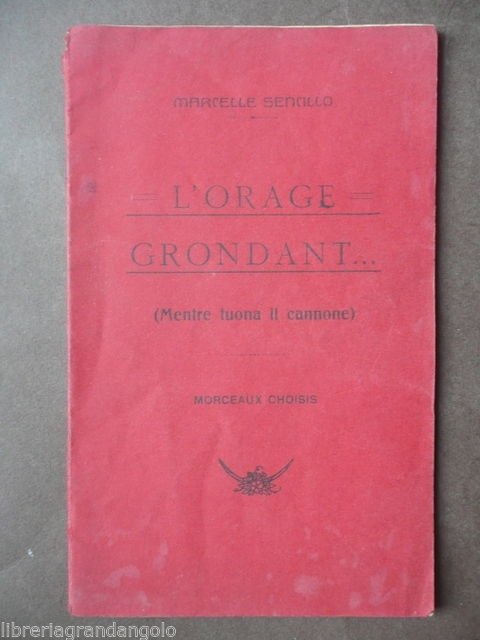 MARCELLE SENTILLO
= L'ORAGE =
GRONDANT...
(Mentre tuona il cannone)
MORCEAUX CHOISIS
libreriagrandangolo